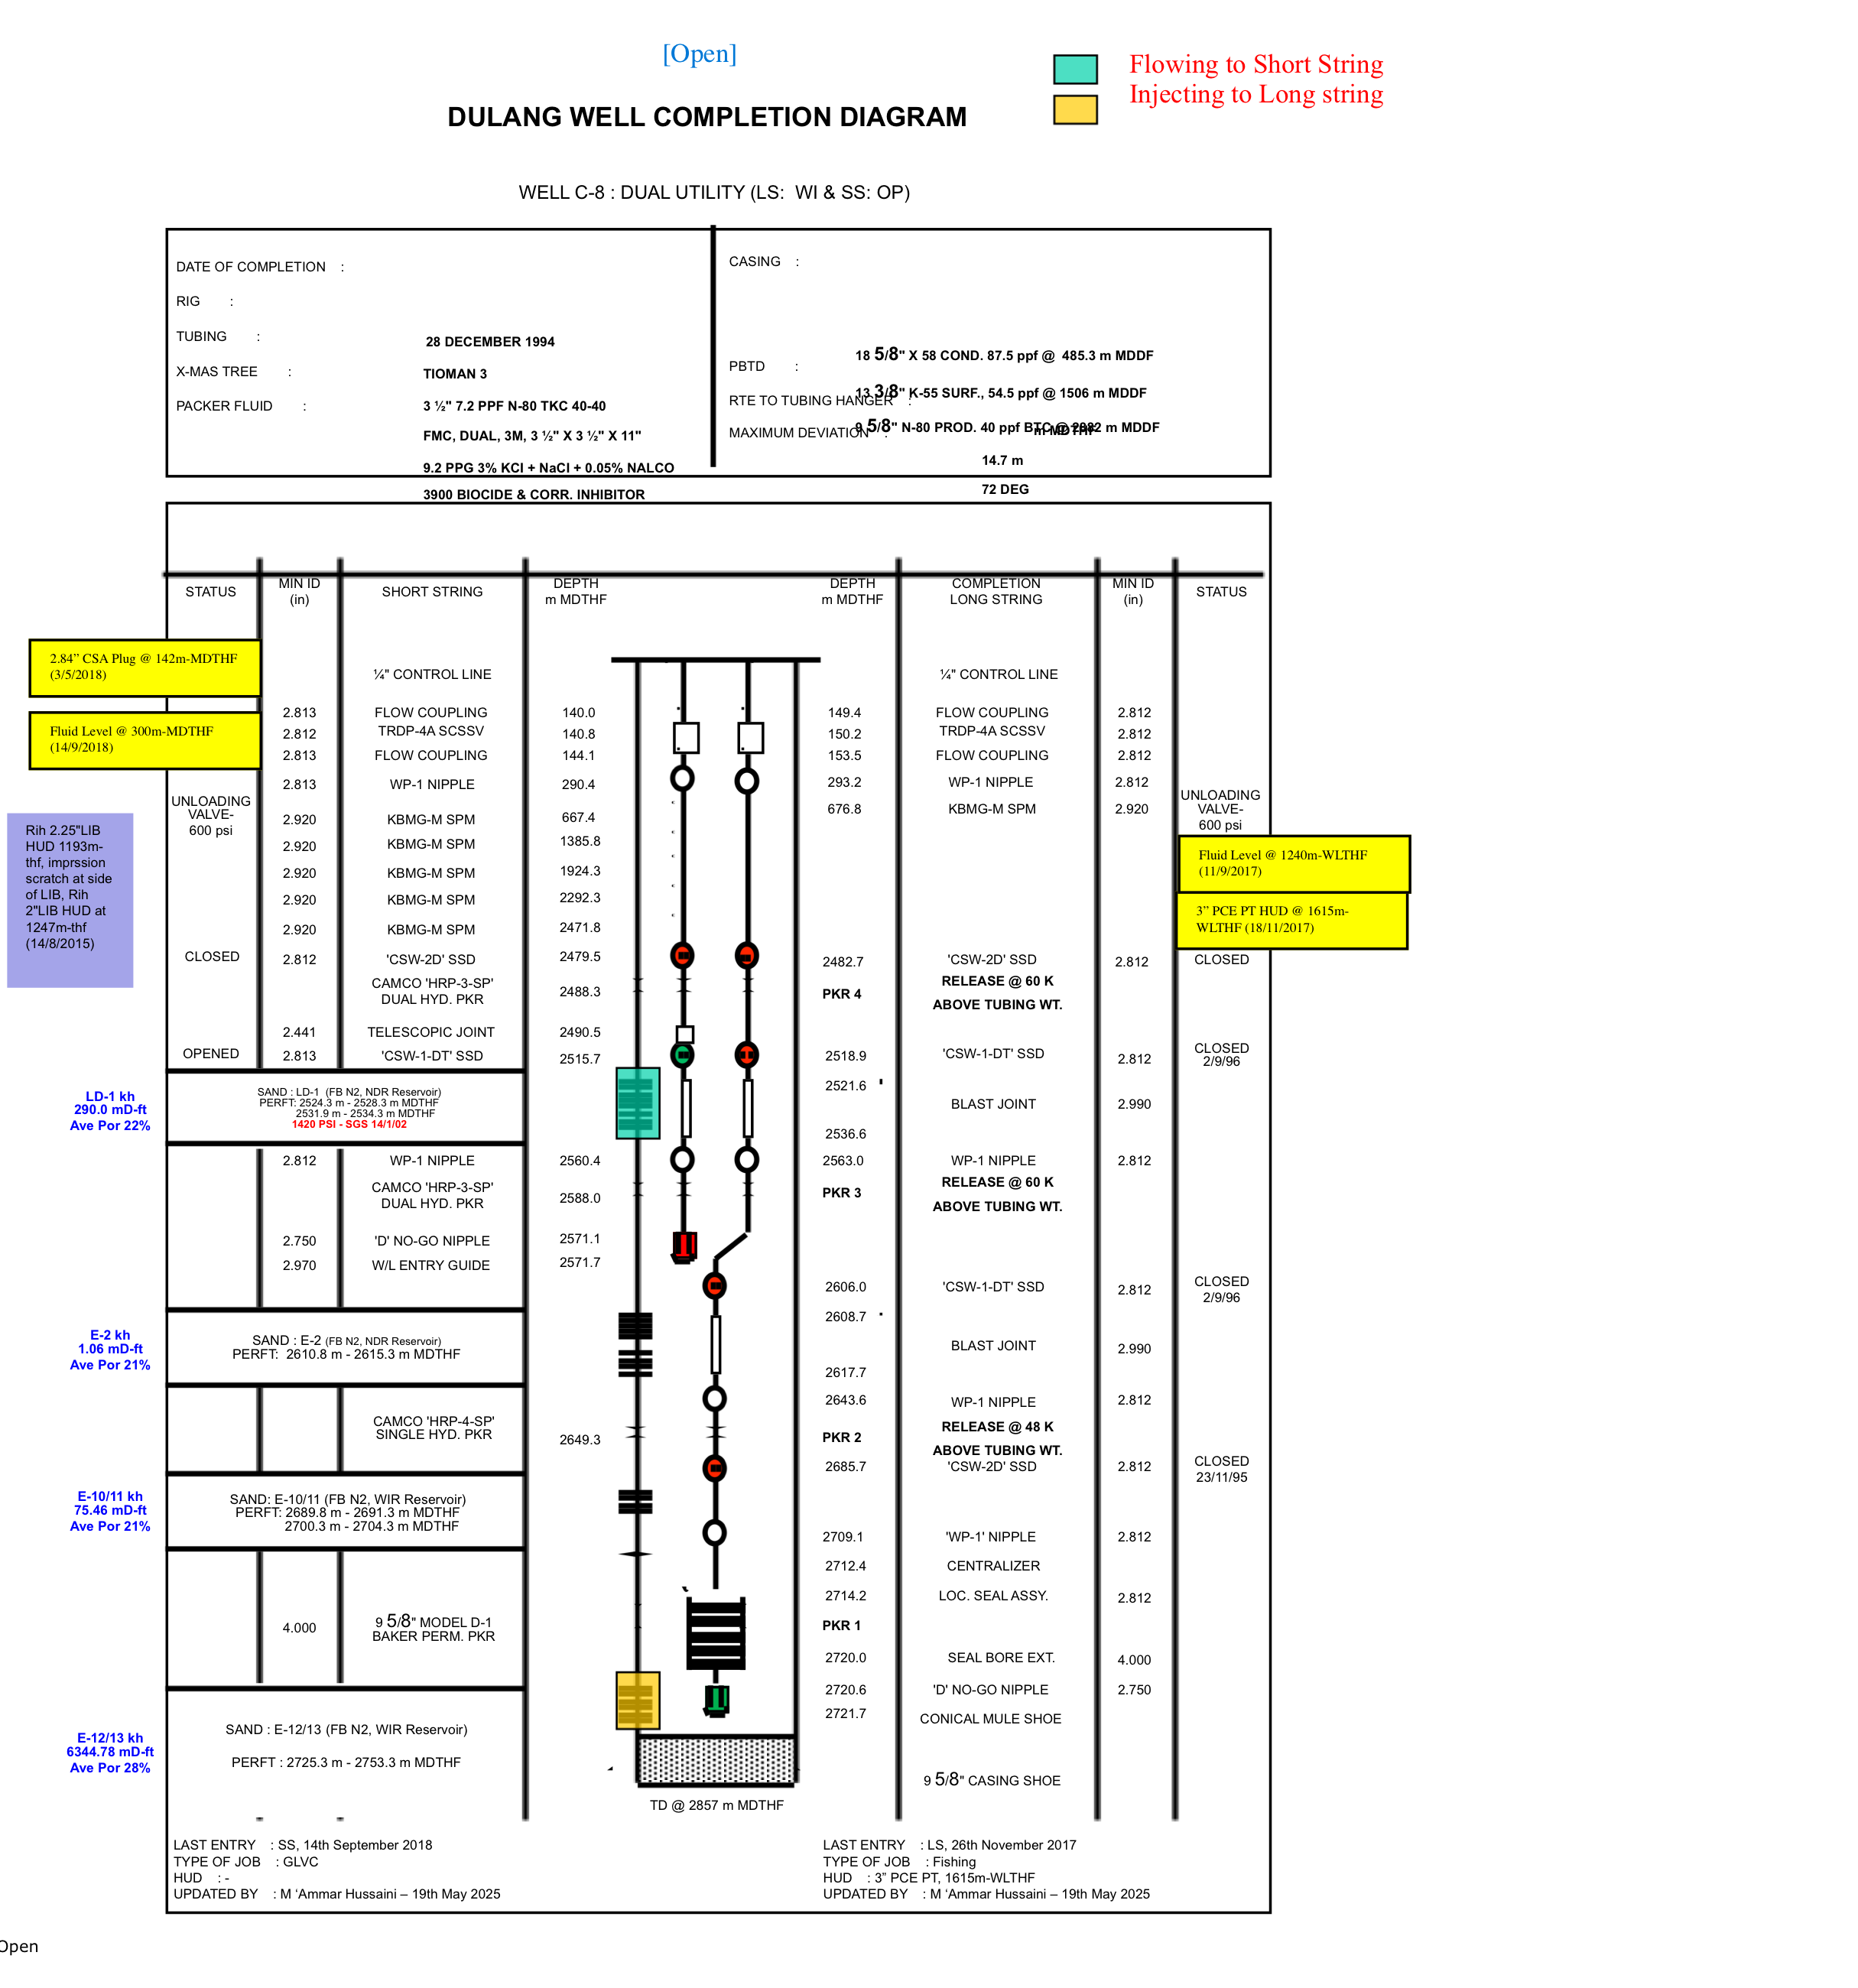 [Open]
Flowing to Short String
Injecting to Long string
DULANG WELL COMPLETION DIAGRAM
WELL C-8 : DUAL UTILITY (LS:  WI & SS: OP)
DATE OF COMPLETION    :
RIG        :
TUBING        :
X-MAS TREE        :
PACKER FLUID        :
28 DECEMBER 1994
TIOMAN 3
3 ½" 7.2 PPF N-80 TKC 40-40
FMC, DUAL, 3M, 3 ½" X 3 ½" X 11"
9.2 PPG 3% KCl + NaCl + 0.05% NALCO
3900 BIOCIDE & CORR. INHIBITOR
CASING    :
PBTD        :
RTE TO TUBING HANGER    :
MAXIMUM DEVIATION    :
18 5/8" X 58 COND. 87.5 ppf @  485.3 m MDDF
13 3/8" K-55 SURF., 54.5 ppf @ 1506 m MDDF
9 5/8" N-80 PROD. 40 ppf BTC @ 2982 m MDDF
m MDTHF
14.7 m
72 DEG
STATUS
MIN ID
(in)
SHORT STRING
DEPTH
m MDTHF
DEPTH
m MDTHF
COMPLETION
LONG STRING
MIN ID
(in)
STATUS
2.84” CSA Plug @ 142m-MDTHF
(3/5/2018)
¼" CONTROL LINE
¼" CONTROL LINE
2.813 FLOW COUPLING 140.0
149.4 FLOW COUPLING 2.812
Fluid Level @ 300m-MDTHF
(14/9/2018)
2.812 TRDP-4A SCSSV 140.8
150.2 TRDP-4A SCSSV 2.812
2.813 FLOW COUPLING 144.1
153.5 FLOW COUPLING 2.812
2.813 WP-1 NIPPLE 290.4
293.2 WP-1 NIPPLE 2.812
UNLOADING
VALVE-
600 psi
2.920 KBMG-M SPM 667.4
676.8 KBMG-M SPM 2.920
UNLOADING
VALVE-
600 psi
2.920 KBMG-M SPM 1385.8
2.920 KBMG-M SPM 1924.3
2.920 KBMG-M SPM 2292.3
2.920 KBMG-M SPM 2471.8
Rih 2.25"LIB
HUD 1193m-
thf, imprssion
scratch at side
of LIB, Rih
2"LIB HUD at
1247m-thf
(14/8/2015)
Fluid Level @ 1240m-WLTHF
(11/9/2017)
3” PCE PT HUD @ 1615m-
WLTHF (18/11/2017)
CLOSED 2.812 'CSW-2D' SSD 2479.5
2482.7 'CSW-2D' SSD 2.812 CLOSED
CAMCO 'HRP-3-SP'
DUAL HYD. PKR
2488.3
PKR 4
RELEASE @ 60 K
ABOVE TUBING WT.
2.441 TELESCOPIC JOINT 2490.5
OPENED 2.813 'CSW-1-DT' SSD 2515.7
2518.9 'CSW-1-DT' SSD 2.812 CLOSED
2/9/96
LD-1 kh
290.0 mD-ft
Ave Por 22%
SAND : LD-1  (FB N2, NDR Reservoir)
PERFT: 2524.3 m - 2528.3 m MDTHF
2531.9 m - 2534.3 m MDTHF
1420 PSI - SGS 14/1/02
2521.6
BLAST JOINT 2.990
2536.6
2.812 WP-1 NIPPLE 2560.4
2563.0 WP-1 NIPPLE 2.812
CAMCO 'HRP-3-SP'
DUAL HYD. PKR
2588.0
PKR 3
RELEASE @ 60 K
ABOVE TUBING WT.
2.750 'D' NO-GO NIPPLE 2571.1
2.970 W/L ENTRY GUIDE 2571.7
2606.0 'CSW-1-DT' SSD 2.812 CLOSED
2/9/96
E-2 kh
1.06 mD-ft
Ave Por 21%
SAND : E-2 (FB N2, NDR Reservoir)
PERFT:  2610.8 m - 2615.3 m MDTHF
2608.7
BLAST JOINT 2.990
2617.7
2643.6 WP-1 NIPPLE 2.812
CAMCO 'HRP-4-SP'
SINGLE HYD. PKR
2649.3
PKR 2
RELEASE @ 48 K
ABOVE TUBING WT.
2685.7 'CSW-2D' SSD 2.812 CLOSED
23/11/95
E-10/11 kh
75.46 mD-ft
Ave Por 21%
SAND: E-10/11 (FB N2, WIR Reservoir)
PERFT: 2689.8 m - 2691.3 m MDTHF
2700.3 m - 2704.3 m MDTHF
2709.1 'WP-1' NIPPLE 2.812
2712.4 CENTRALIZER
2714.2 LOC. SEAL ASSY. 2.812
4.000
9 5/8" MODEL D-1
BAKER PERM. PKR
PKR 1
2720.0 SEAL BORE EXT. 4.000
2720.6 'D' NO-GO NIPPLE 2.750
2721.7 CONICAL MULE SHOE
E-12/13 kh
6344.78 mD-ft
Ave Por 28%
SAND : E-12/13 (FB N2, WIR Reservoir)
PERFT : 2725.3 m - 2753.3 m MDTHF
9 5/8" CASING SHOE
TD @ 2857 m MDTHF
LAST ENTRY    : SS, 14th September 2018
TYPE OF JOB    : GLVC
HUD    : -
UPDATED BY    : M ‘Ammar Hussaini – 19th May 2025
LAST ENTRY    : LS, 26th November 2017
TYPE OF JOB    : Fishing
HUD    : 3” PCE PT, 1615m-WLTHF
UPDATED BY    : M ‘Ammar Hussaini – 19th May 2025
Open